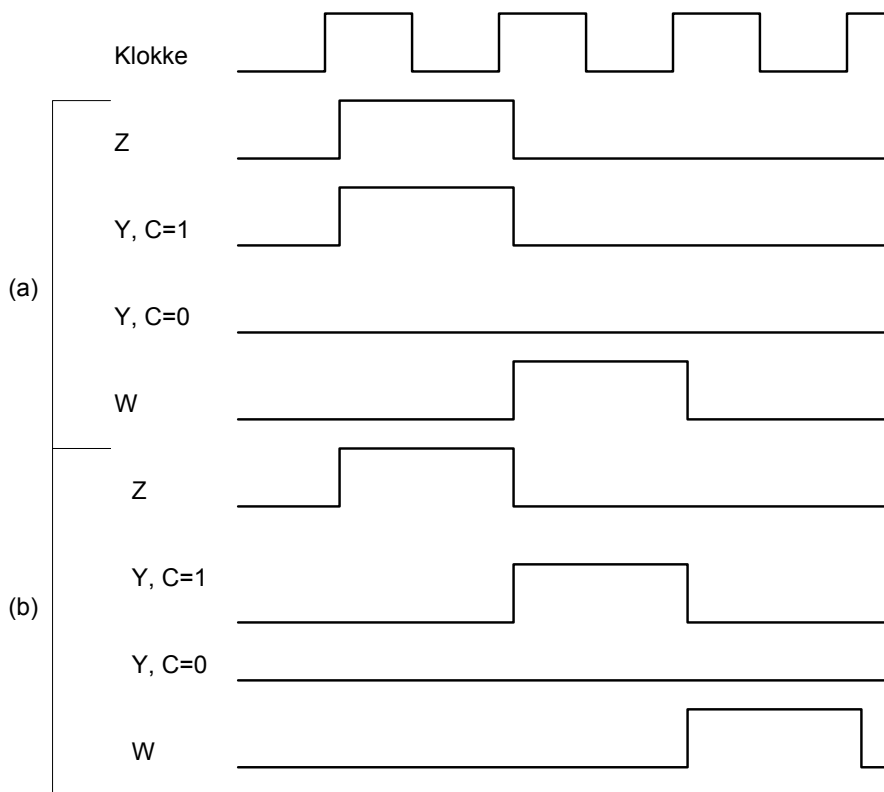 Klokke
Z
Y, C=1
(a)
Y, C=0
W
Z
Y, C=1
(b)
Y, C=0
W